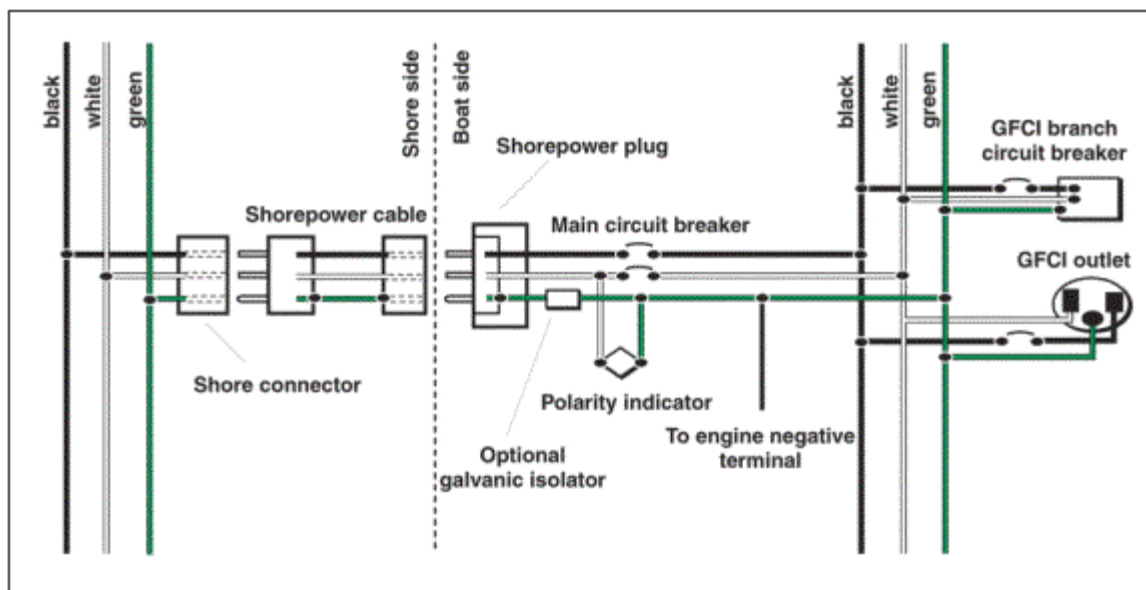 black
white
green
Shore side
Boat side
black
white
green
GFCI branch
circuit breaker
Shorepower plug
Shorepower cable
Main circuit breaker
GFCI outlet
Shore connector
Polarity indicator
Optional
galvanic isolator
To engine negative
terminal